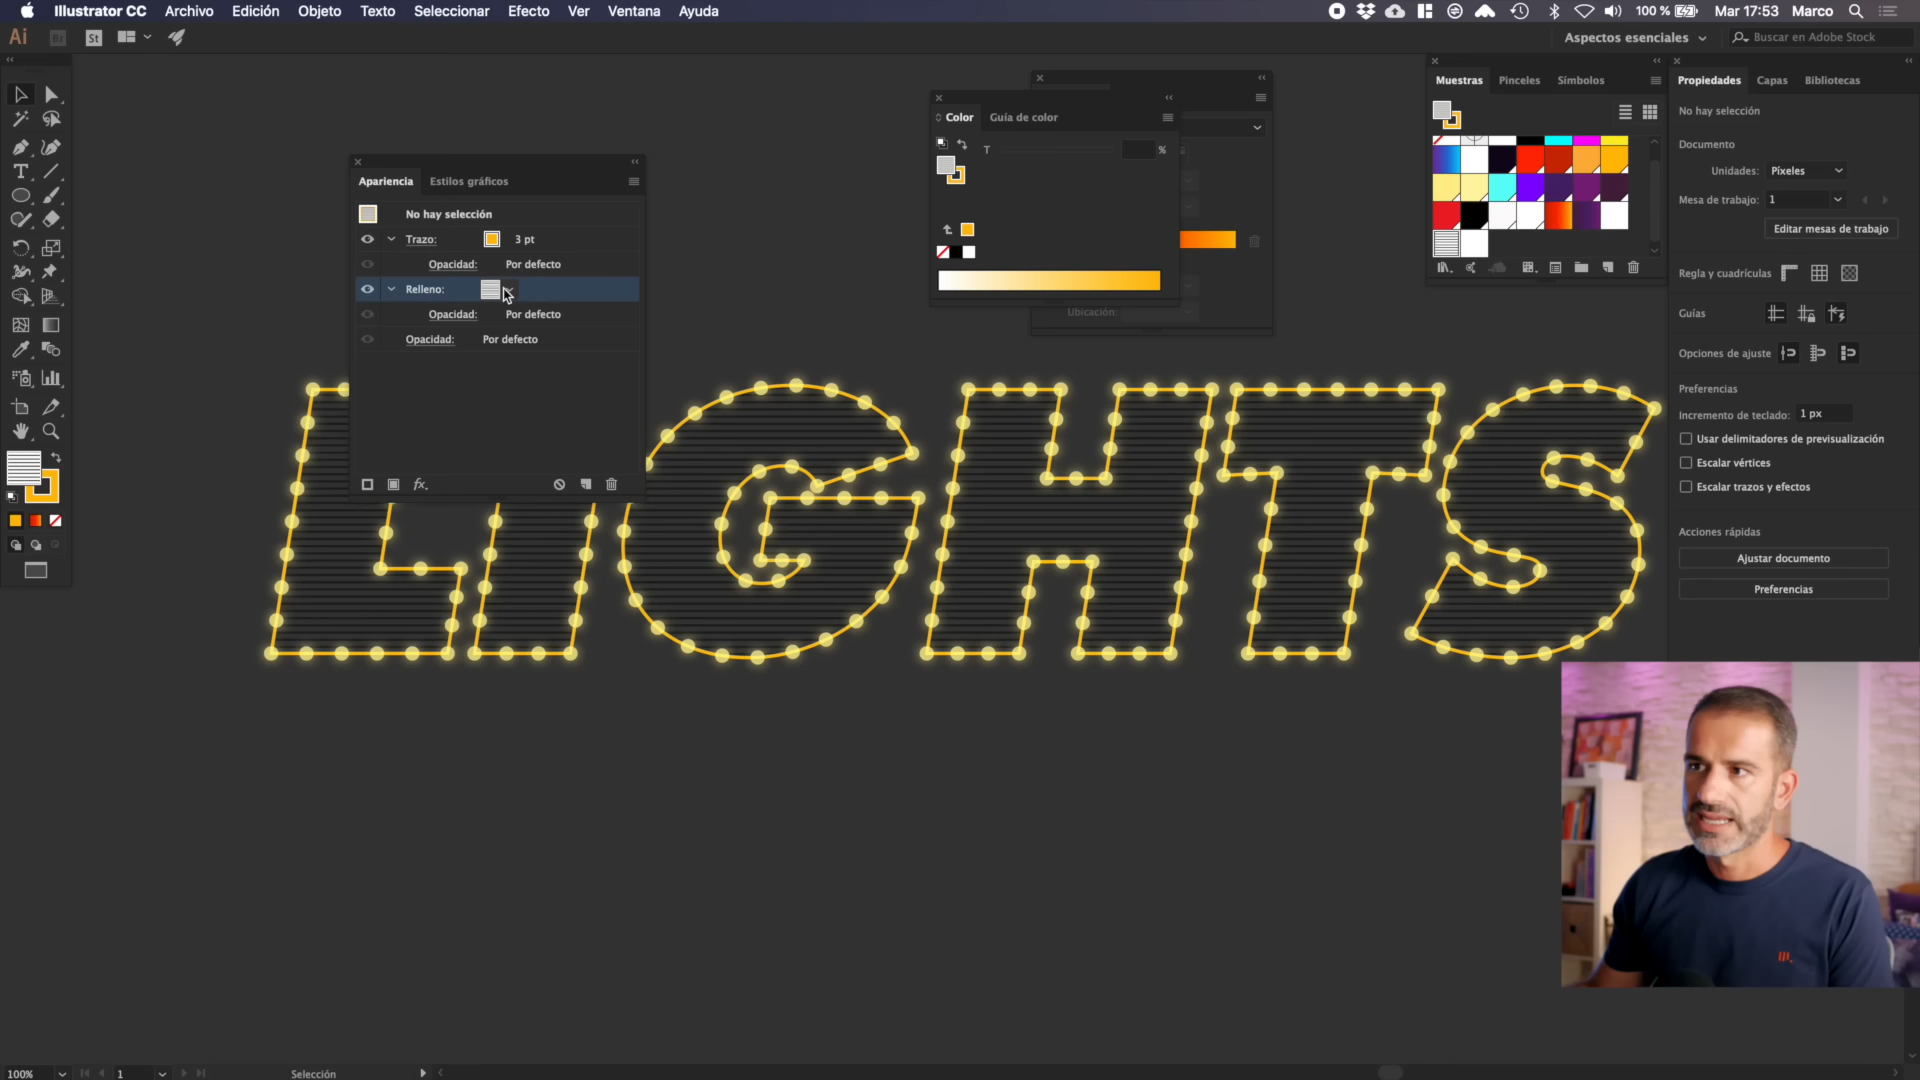 Illustrator CC Archivo Edición Objeto Texto Seleccionar Efecto Ver Ventana Ayuda 100 % Mar 17:53 Marco
Ai Br St Aspectos esenciales Buscar en Adobe Stock
Apariencia Estilos gráficos
No hay selección
Trazo: 3 pt
Opacidad: Por defecto
Relleno:
Opacidad: Por defecto
Opacidad: Por defecto
fx
Color Guía de color
T %
Ubicación:
Muestras Pinceles Símbolos
Propiedades Capas Bibliotecas
No hay selección
Documento
Unidades: Píxeles
Mesa de trabajo: 1
Editar mesas de trabajo
Regla y cuadrículas
Guías
Opciones de ajuste
Preferencias
Incremento de teclado: 1 px
Usar delimitadores de previsualización
Escalar vértices
Escalar trazos y efectos
Acciones rápidas
Ajustar documento
Preferencias
LIGHTS
100% 1 Selección